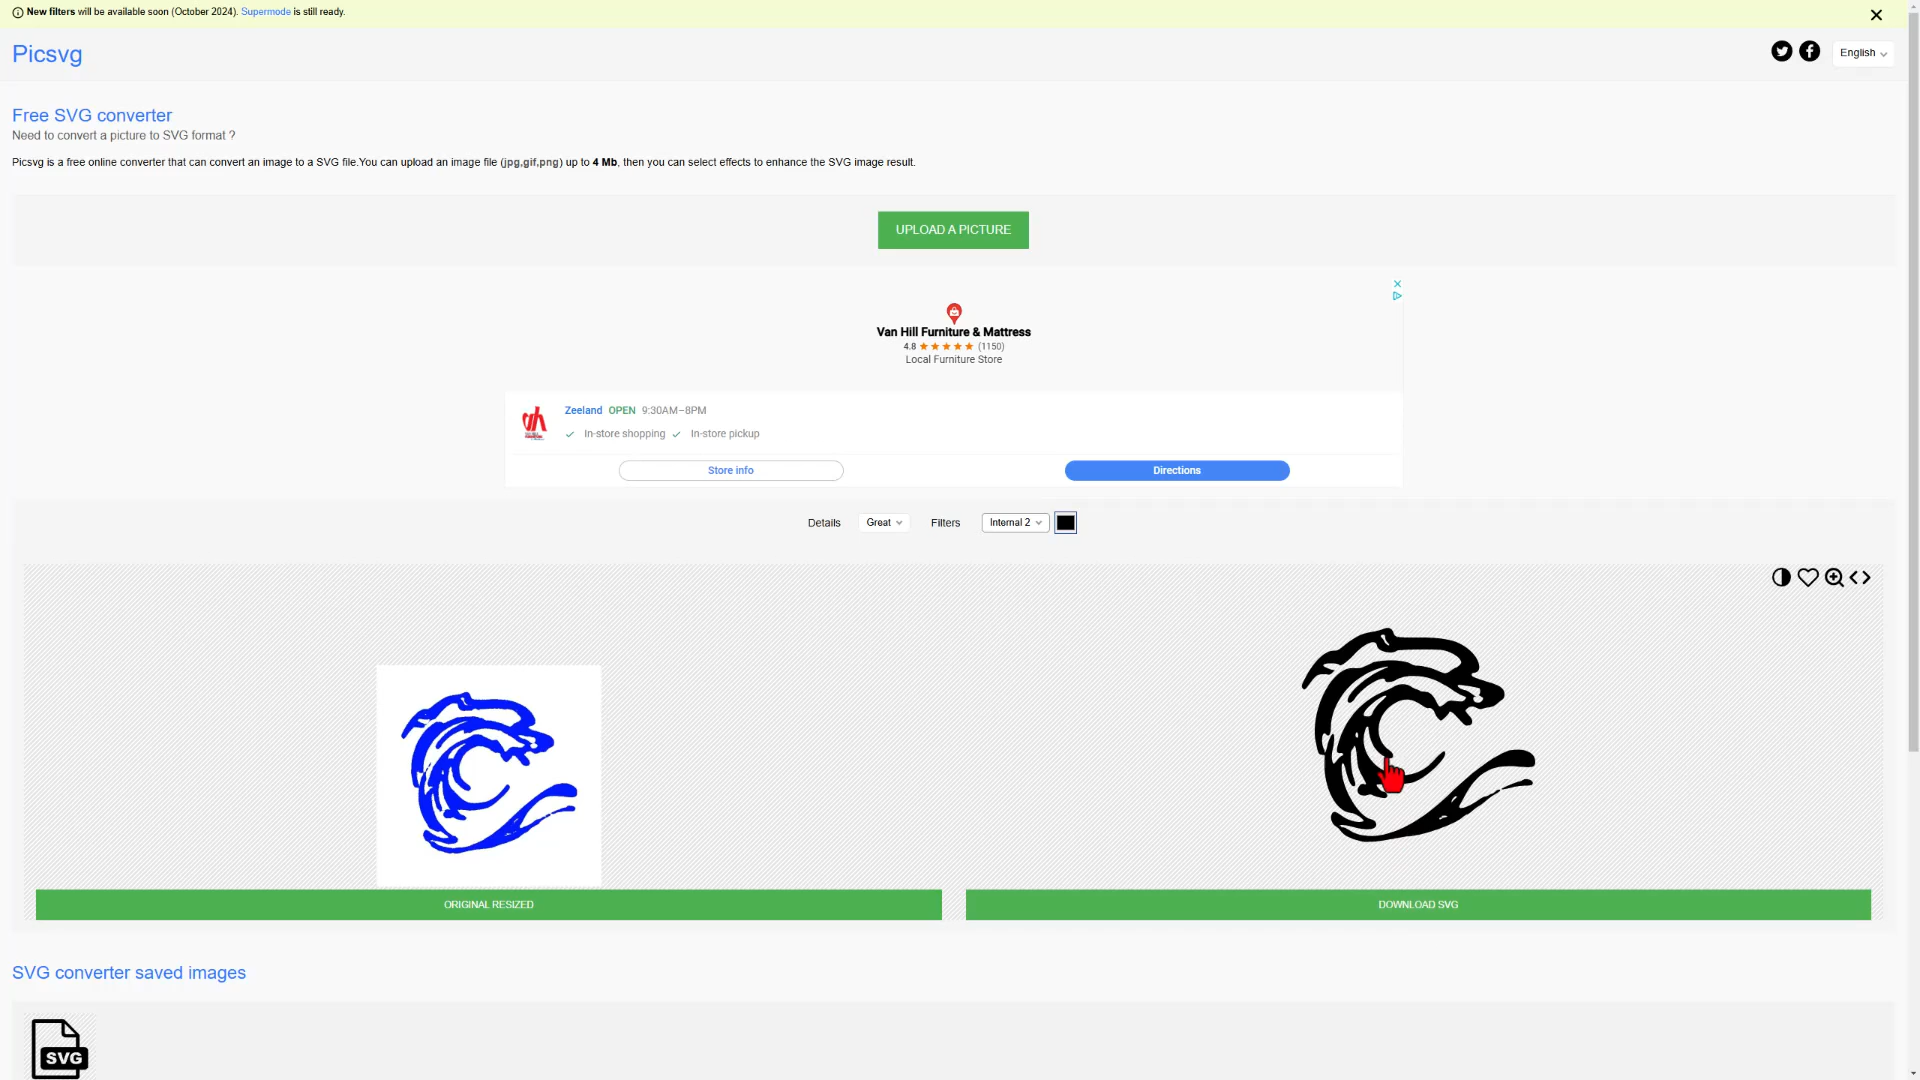 New filters will be available soon (October 2024). Supermode is still ready.
Picsvg
English
Free SVG converter
Need to convert a picture to SVG format ?
Picsvg is a free online converter that can convert an image to a SVG file.You can upload an image file (jpg,gif,png) up to 4 Mb, then you can select effects to enhance the SVG image result.
UPLOAD A PICTURE
Van Hill Furniture & Mattress
4.8 (1150)
Local Furniture Store
Zeeland OPEN 9:30AM–8PM
In-store shopping In-store pickup
Store info
Directions
Details Great Filters Internal 2
ORIGINAL RESIZED
DOWNLOAD SVG
SVG converter saved images
SVG